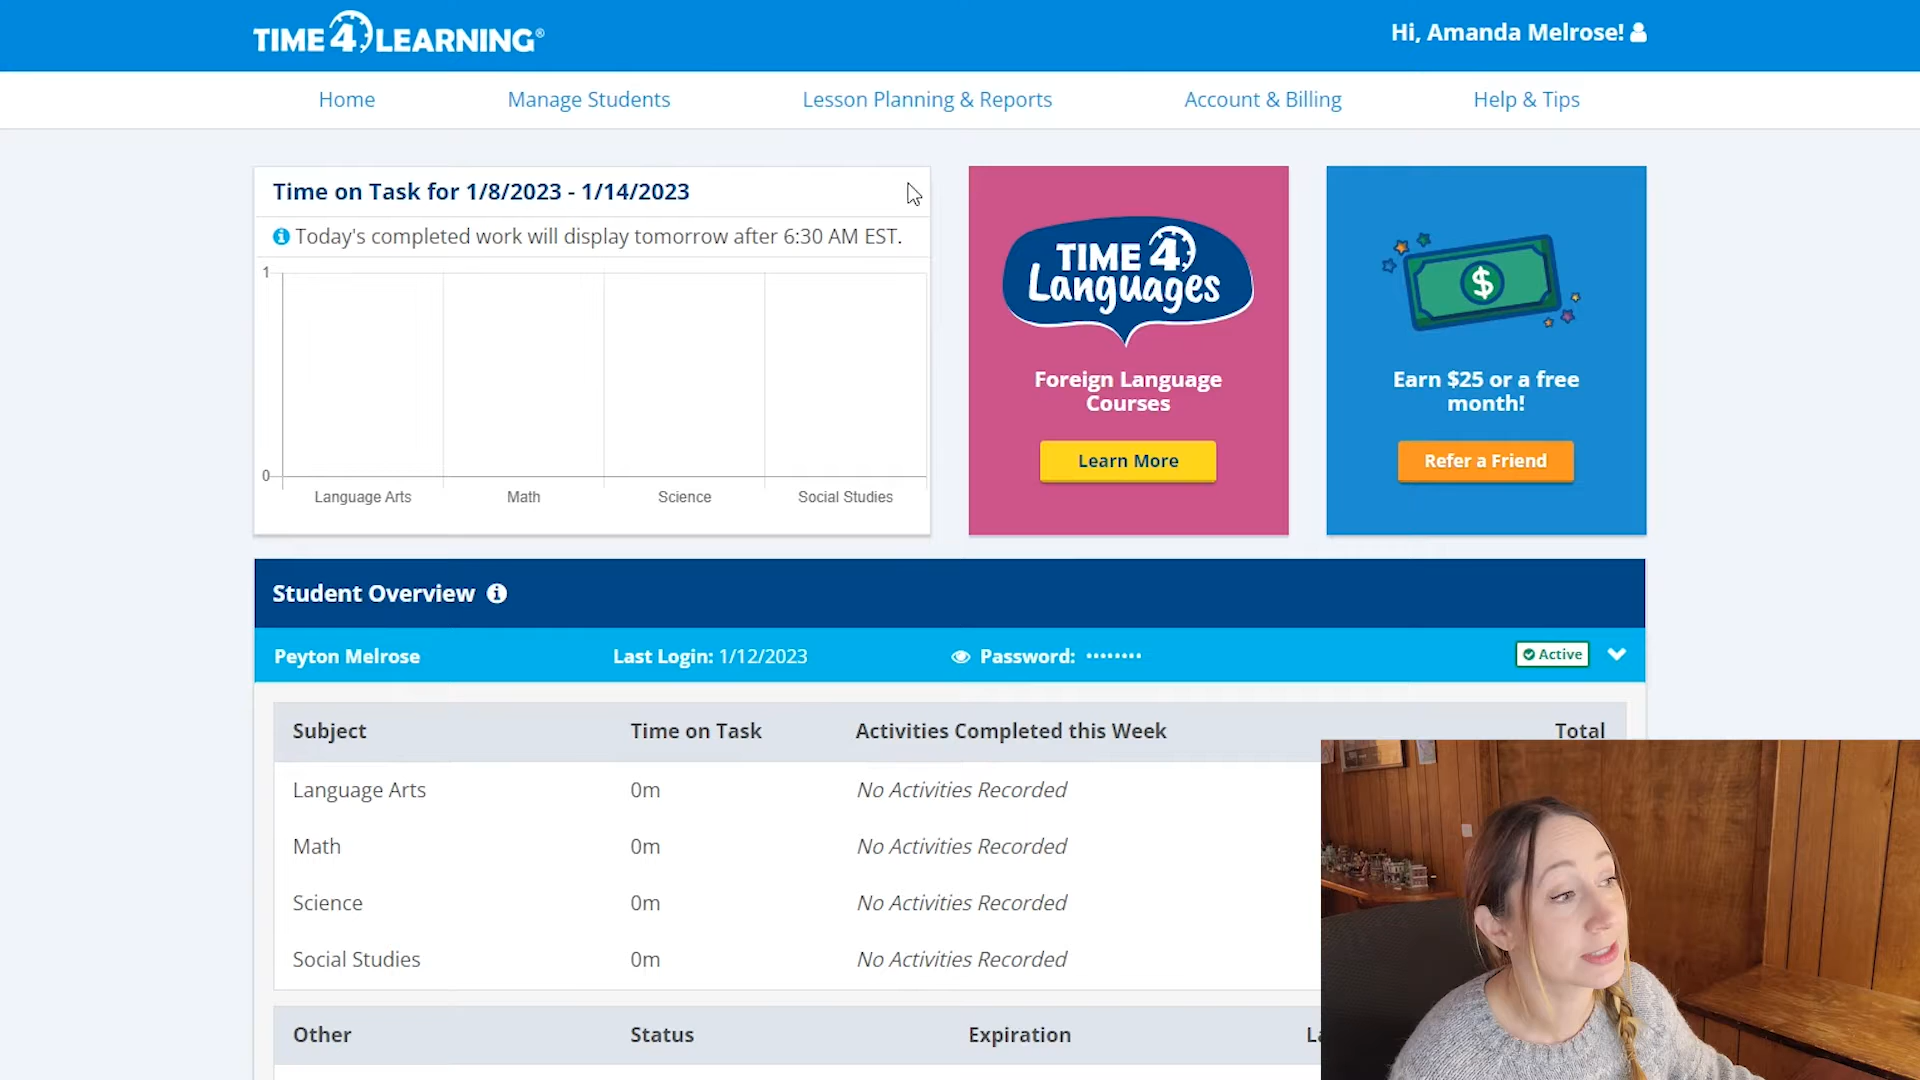 TIME4LEARNING®
Hi, Amanda Melrose!
Home
Manage Students
Lesson Planning & Reports
Account & Billing
Help & Tips
Time on Task for 1/8/2023 - 1/14/2023
Today's completed work will display tomorrow after 6:30 AM EST.
1
0
Language Arts
Math
Science
Social Studies
TIME 4
Languages
Foreign Language
Courses
Learn More
$
Earn $25 or a free
month!
Refer a Friend
Student Overview
Peyton Melrose
Last Login: 1/12/2023
Password: ••••••••
Active
Subject
Time on Task
Activities Completed this Week
Total
Language Arts
0m
No Activities Recorded
Math
0m
No Activities Recorded
Science
0m
No Activities Recorded
Social Studies
0m
No Activities Recorded
Other
Status
Expiration